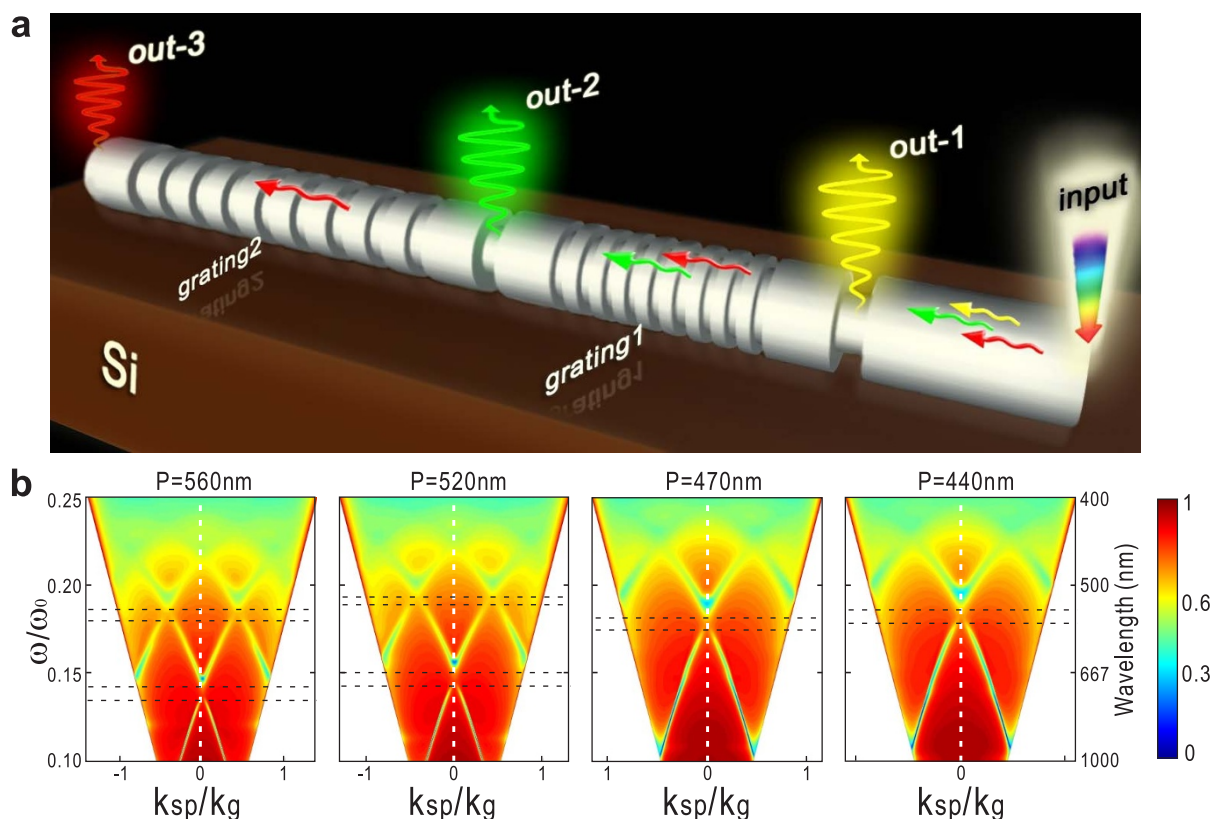 a
out-3
out-2
out-1
input
grating2
grating2
grating1
grating1
Si
b
P=560nm
P=520nm
P=470nm
P=440nm
0.25
0.20
0.15
0.10
ω/ω₀
-1 0 1
-1 0 1
1 0 1
0
ksp/kg
ksp/kg
ksp/kg
ksp/kg
400
500
667
1000
Wavelength (nm)
1
0.6
0.3
0